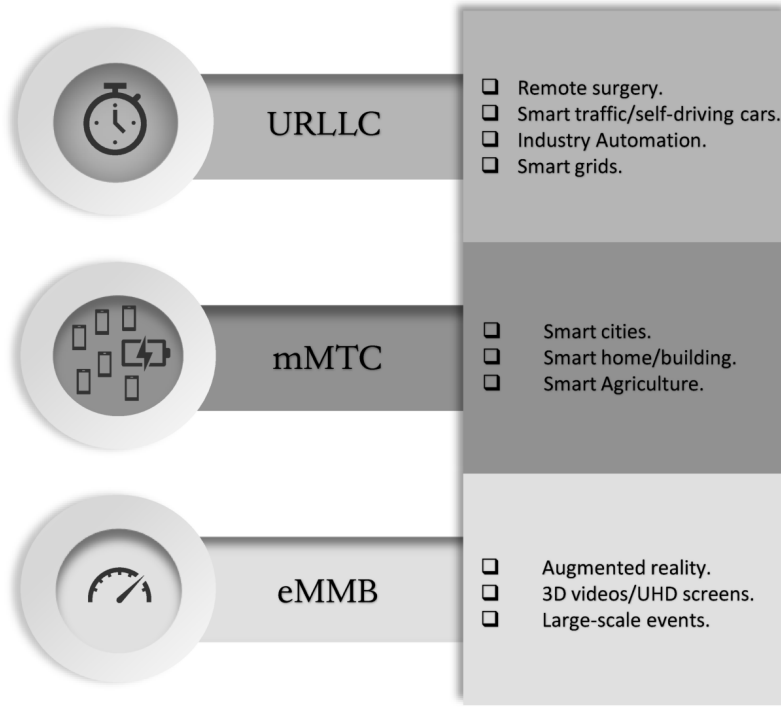 URLLC
Remote surgery.
Smart traffic/self-driving cars.
Industry Automation.
Smart grids.
mMTC
Smart cities.
Smart home/building.
Smart Agriculture.
eMMB
Augmented reality.
3D videos/UHD screens.
Large-scale events.